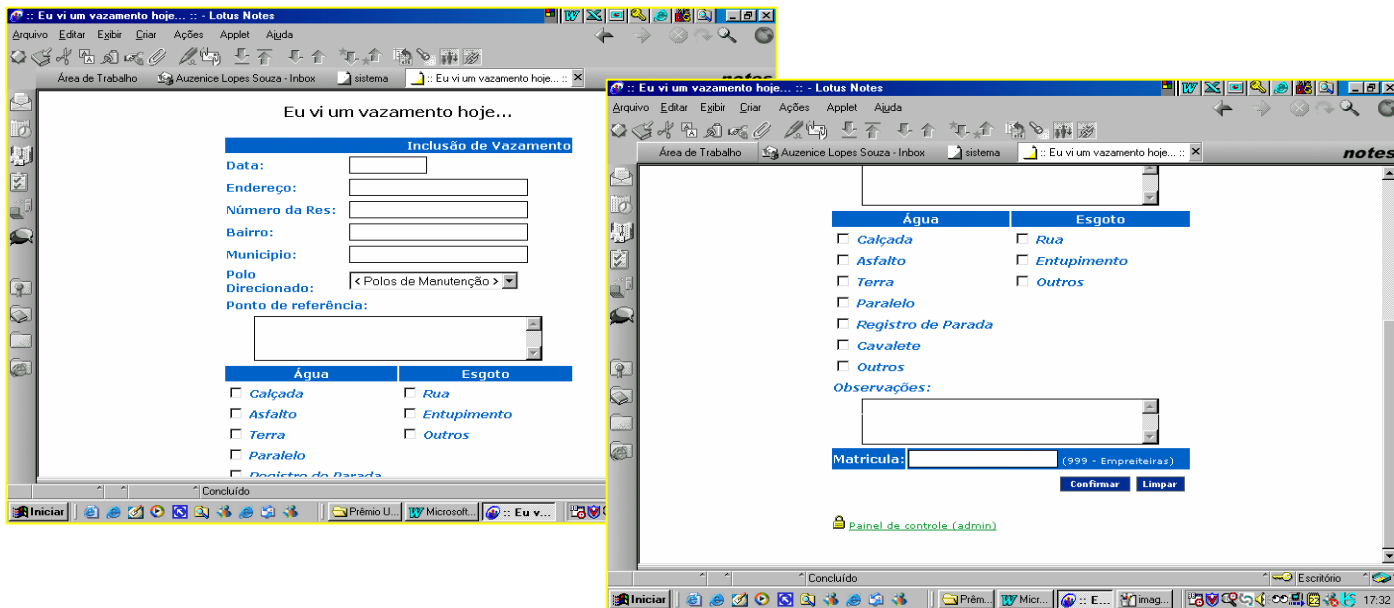 :: Eu vi um vazamento hoje... :: - Lotus Notes
Arquivo Editar Exibir Criar Ações Applet Ajuda
Área de Trabalho Auzenice Lopes Souza - Inbox sistema :: Eu vi um vazamento hoje... :: notes
Eu vi um vazamento hoje...
Inclusão de Vazamento
Data:
Endereço:
Número da Res:
Bairro:
Municipio:
Polo
Direcionado: < Polos de Manutenção >
Ponto de referência:
Água Esgoto
Calçada Rua
Asfalto Entupimento
Terra Outros
Paralelo
Registro de Parada
Concluído
Iniciar Prêmio U... Microsoft... :: Eu v...
:: Eu vi um vazamento hoje... :: - Lotus Notes
Arquivo Editar Exibir Criar Ações Applet Ajuda
Área de Trabalho Auzenice Lopes Souza - Inbox sistema :: Eu vi um vazamento hoje... :: notes
Água Esgoto
Calçada Rua
Asfalto Entupimento
Terra Outros
Paralelo
Registro de Parada
Cavalete
Outros
Observações:
Matricula: (999 - Empreiteiras)
Confirmar Limpar
Painel de controle (admin)
Concluído Escritório
Iniciar Prêm... Micr... :: E... imag... 17:32